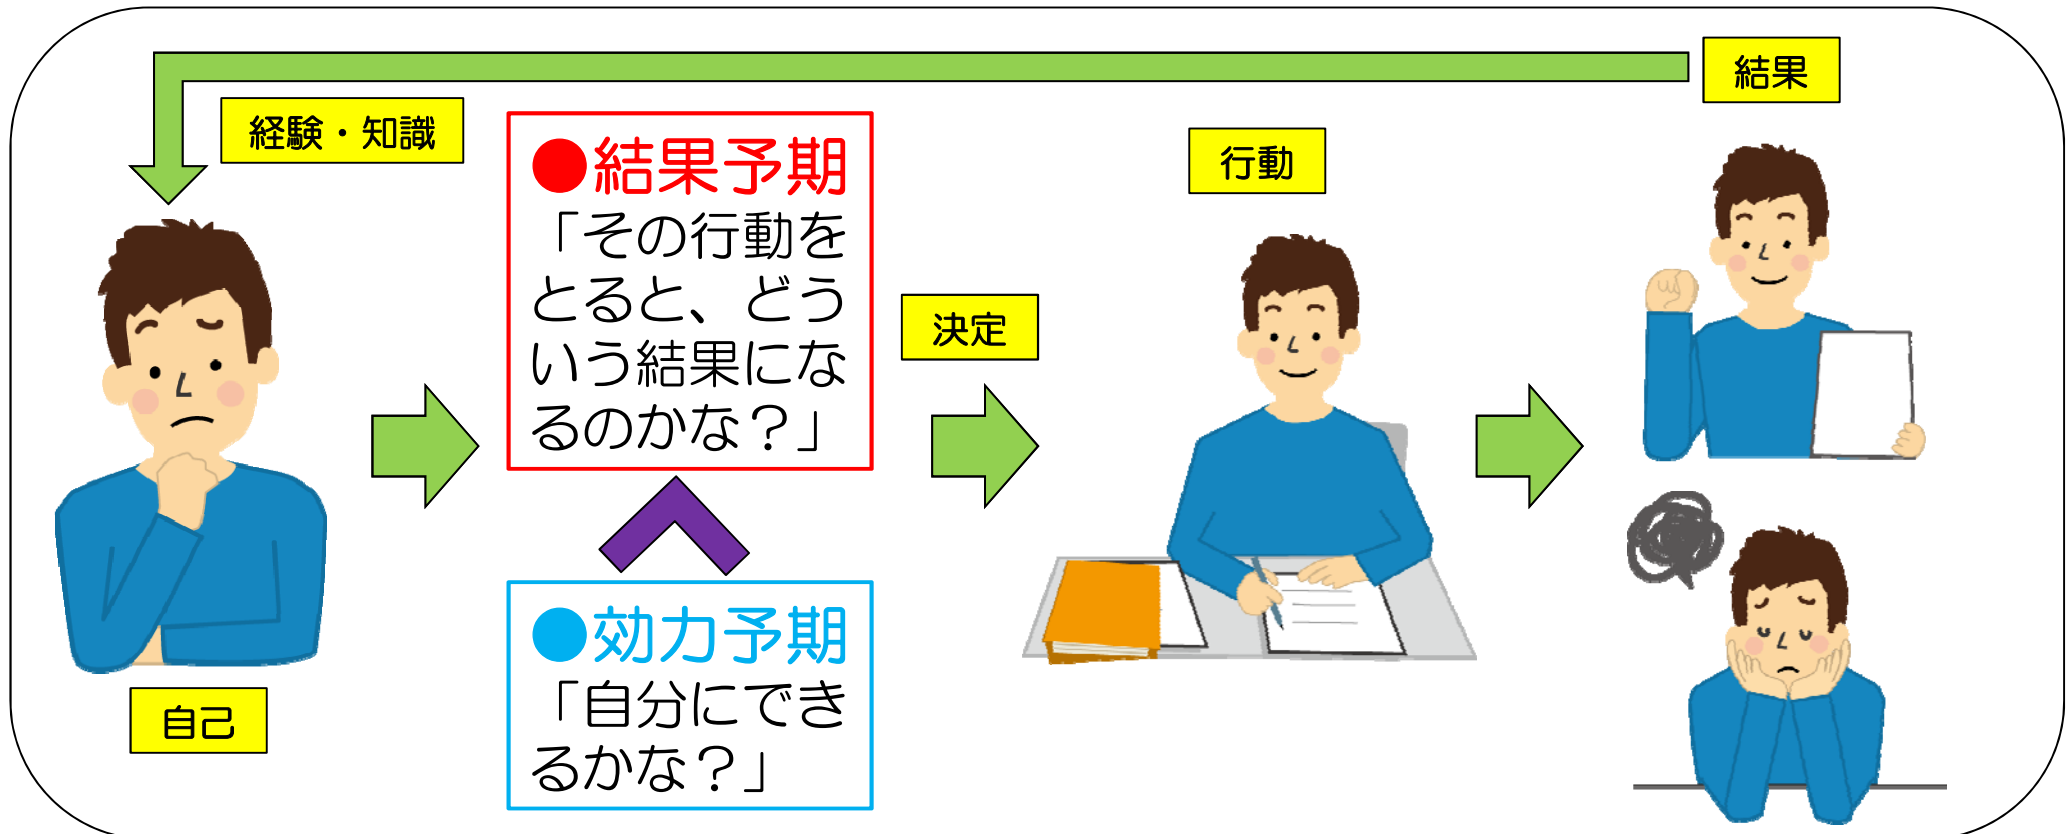 結果
経験・知識
●結果予期
「その行動を
とると、どう
いう結果にな
るのかな？」
行動
決定
●効力予期
「自分にでき
るかな？」
自己